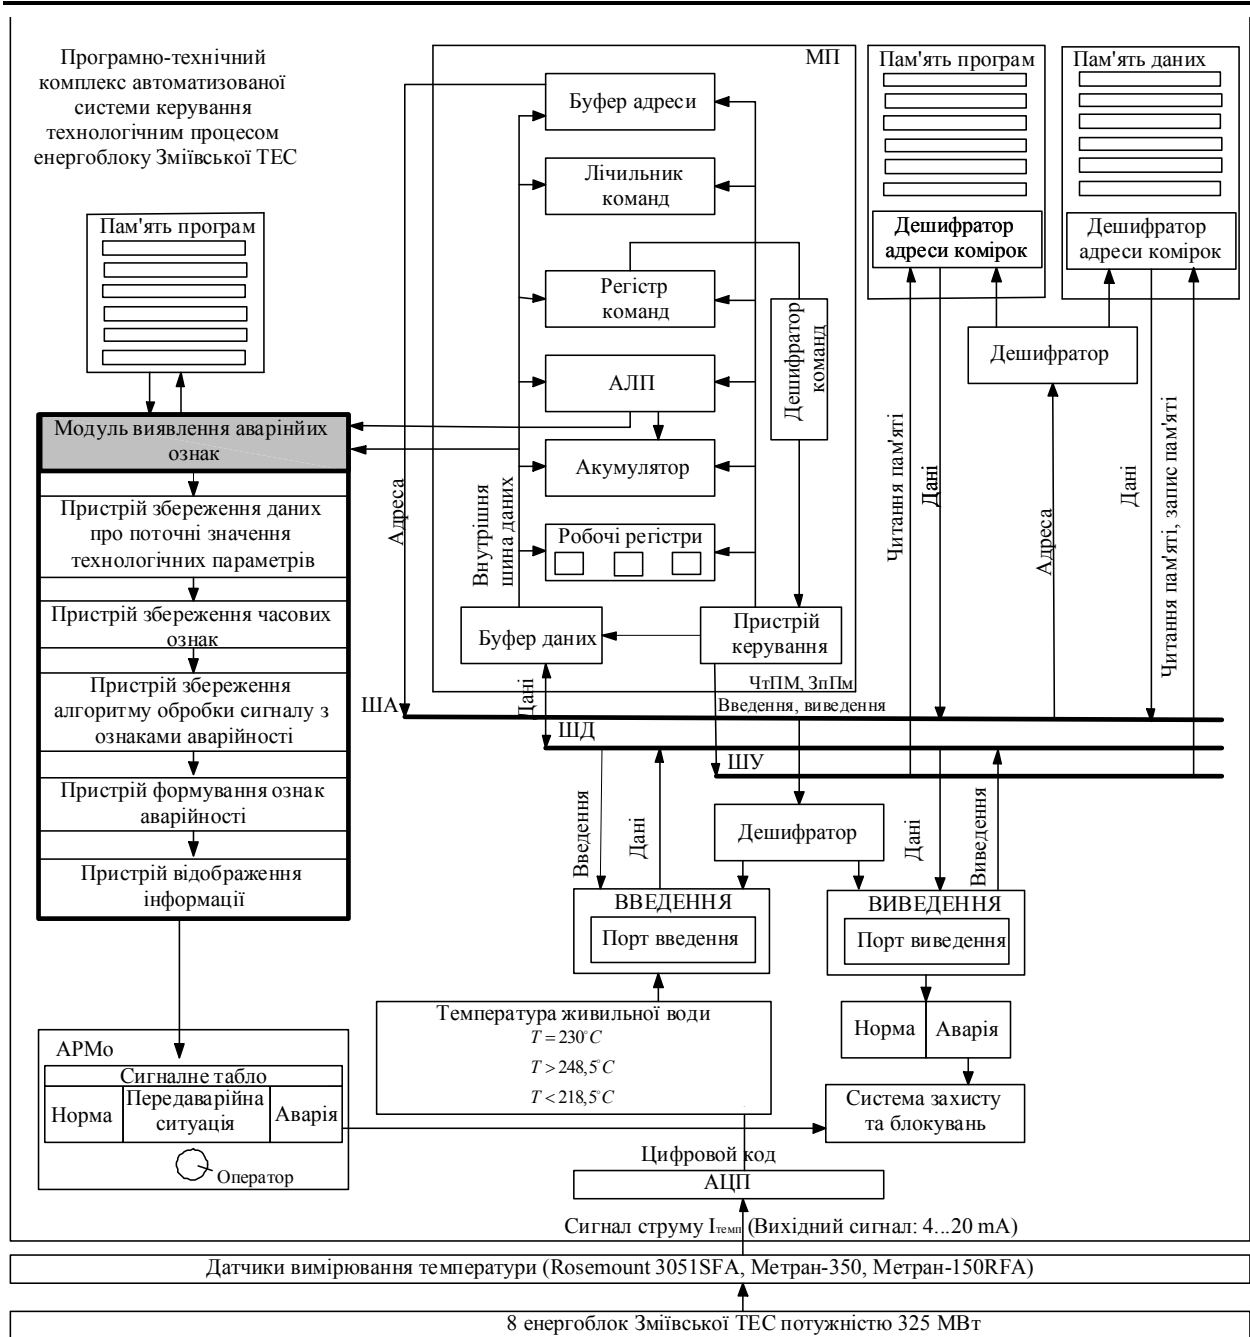 Програмно-технічний
комплекс автоматизованої
системи керування
технологічним процесом
енергоблоку Зміївської ТЕС
Пам'ять програм
Модуль виявлення аварінйих
ознак
Пристрій збереження даних
про поточні значення
технологічних параметрів
Пристрій збереження часових
ознак
Пристрій збереження
алгоритму обробки сигналу з
ознаками аварійності
Пристрій формування ознак
аварійності
Пристрій відображення
інформації
АРМо
Сигналне табло
Норма
Передаварійна
ситуація
Аварія
Оператор
МП
Буфер адреси
Лічильник
команд
Регістр
команд
АЛП
Акумулятор
Робочі регістри
Дешифратор
команд
Адреса
Внутрішня
шина даних
Буфер даних
Пристрій
керування
Дані
ЧтПМ, ЗпПм
Введення, виведення
ША
ШД
ШУ
Пам'ять програм
Дешифратор
адреси комірок
Пам'ять даних
Дешифратор
адреси комірок
Дешифратор
Читання пам'яті
Дані
Адреса
Дані
Читання пам'яті, запис пам'яті
Введення
Дані
Дешифратор
Дані
Виведення
ВВЕДЕННЯ
Порт введення
ВИВЕДЕННЯ
Порт виведення
Температура живильної води
T = 230°C
T > 248,5°C
T < 218,5°C
Норма
Аварія
Система захисту
та блокувань
Цифровой код
АЦП
Сигнал струму Iтемп (Вихідний сигнал: 4...20 mA)
Датчики вимірювання температури (Rosemount 3051SFA, Метран-350, Метран-150RFA)
8 енергоблок Зміївської ТЕС потужністю 325 МВт